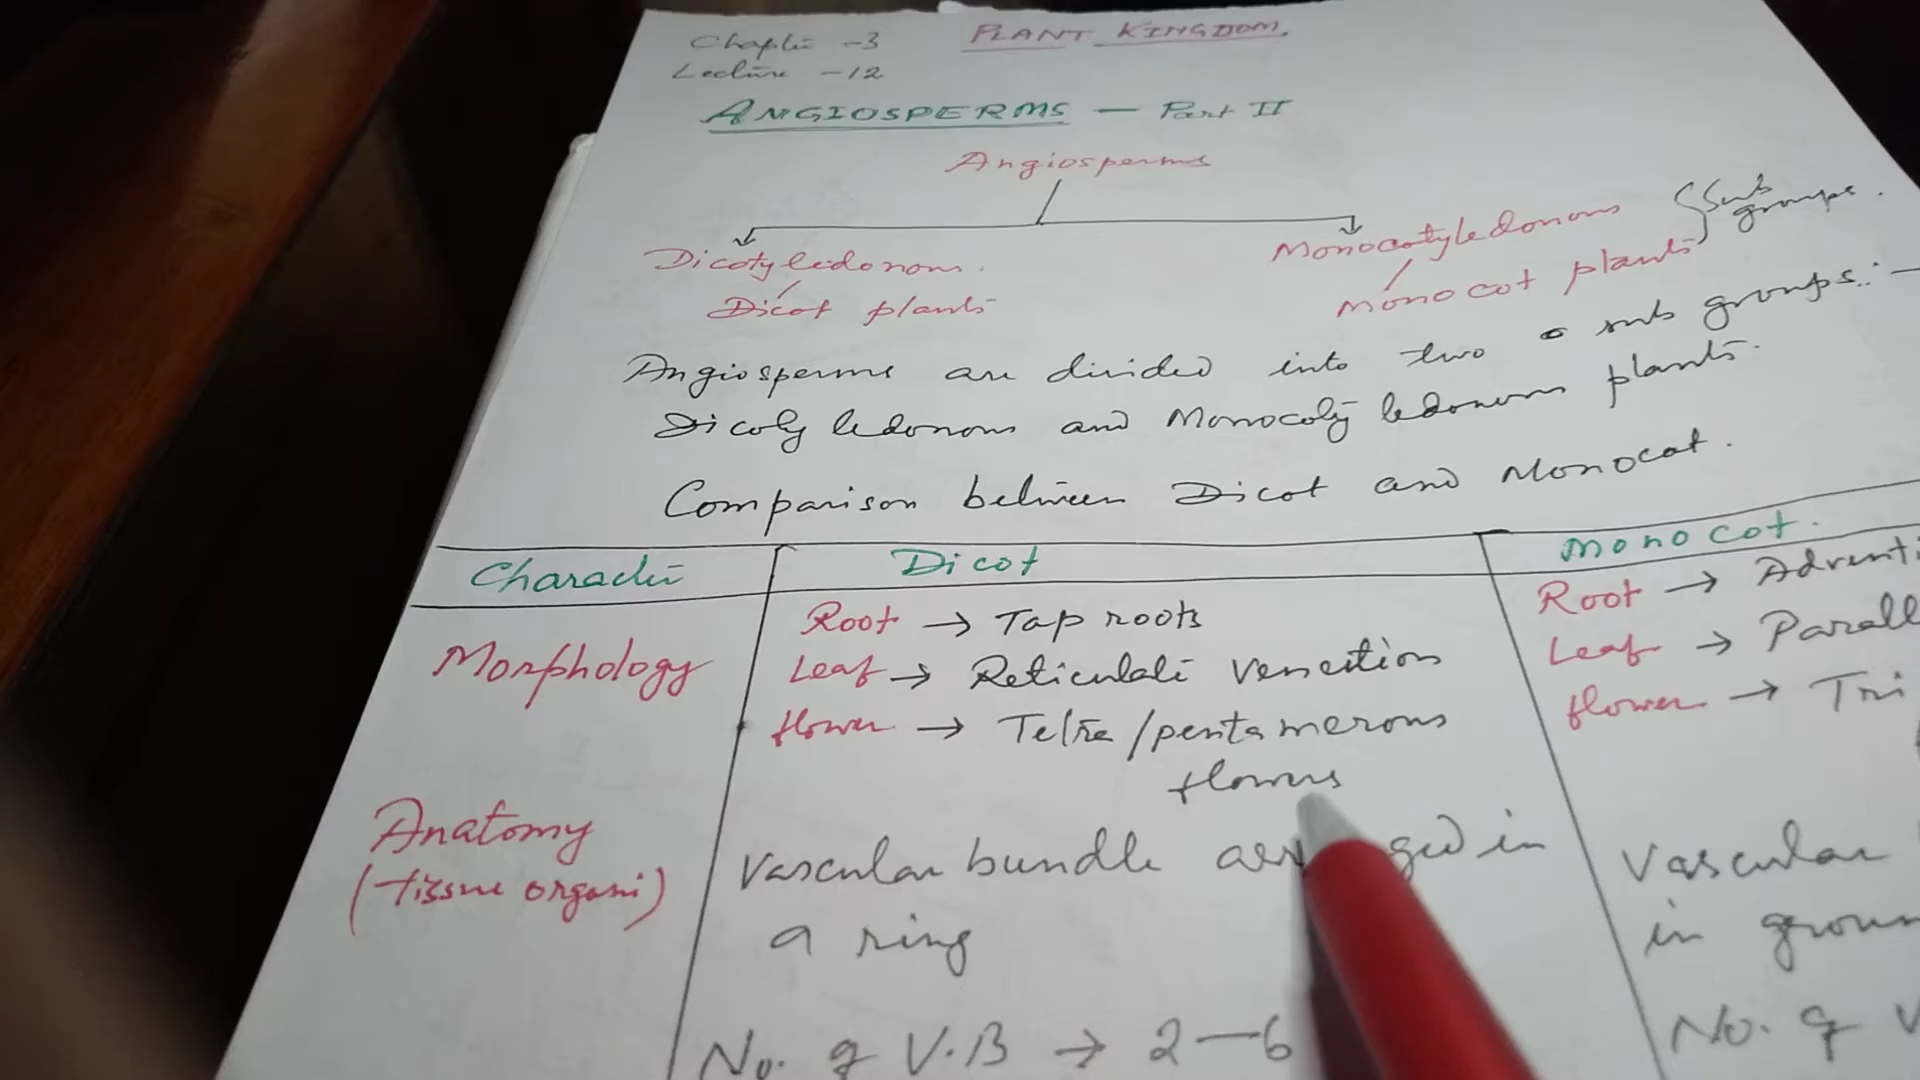 Chapter - 3 PLANT KINGDOM.
Lecture - 12
ANGIOSPERMS — Part II
Angiosperms
Dicotyledonous. Monocotyledonous
Dicot plants Monocot plants
Sub groups.
Angiosperms are divided into two sub groups: —
Dicotyledonous and Monocotyledonous plants.
Comparison between Dicot and Monocot.
Character Dicot Monocot.
Morphology
Root → Tap roots
Leaf → Reticulate venation
flower → Tetra/pentamerous
flowers
Root → Adventi
Leaf → Parall
flower → Tri
Anatomy
(tissue organi)
Vascular bundle arranged in
a ring
No. of V.B → 2-6
Vascular
in groun
No. of V